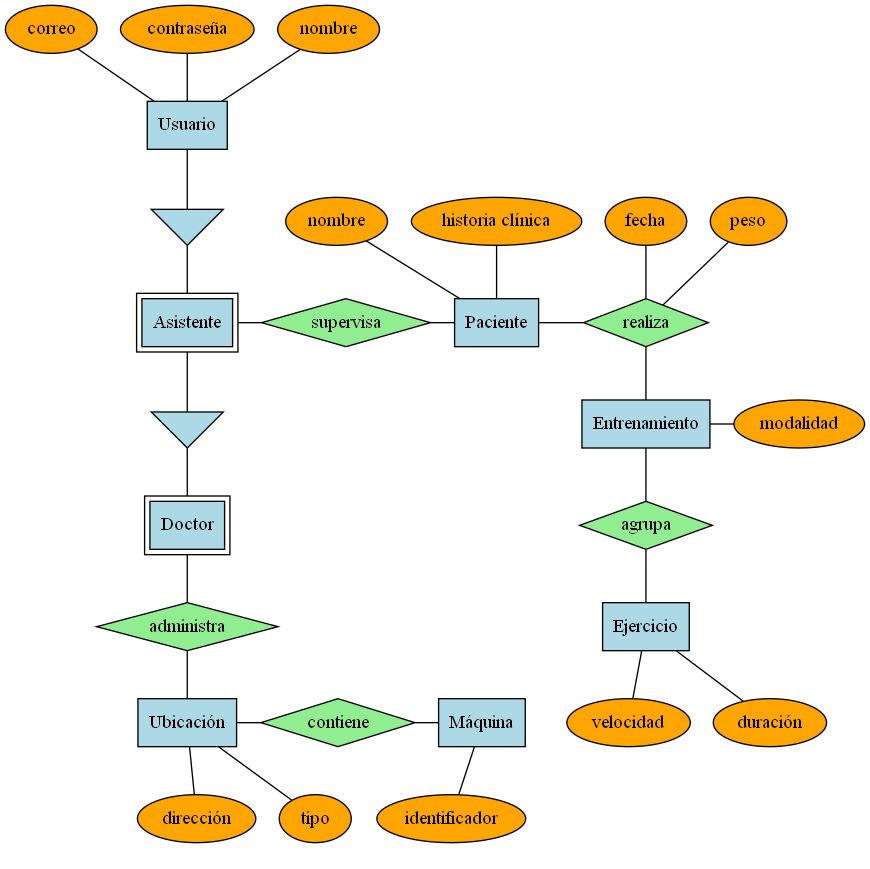 correo
contraseña
nombre
Usuario
nombre
historia clínica
fecha
peso
Asistente
supervisa
Paciente
realiza
Entrenamiento
modalidad
Doctor
agrupa
administra
Ejercicio
Ubicación
contiene
Máquina
velocidad
duración
dirección
tipo
identificador